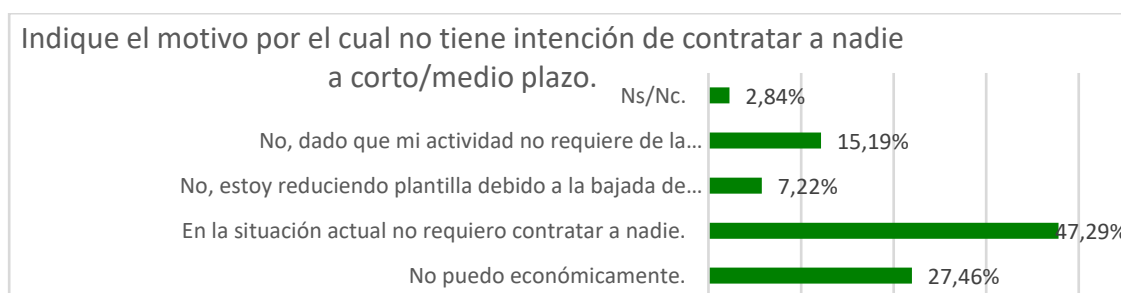 Indique el motivo por el cual no tiene intención de contratar a nadie
a corto/medio plazo.
Ns/Nc. 2,84%
No, dado que mi actividad no requiere de la... 15,19%
No, estoy reduciendo plantilla debido a la bajada de... 7,22%
En la situación actual no requiero contratar a nadie. 47,29%
No puedo económicamente. 27,46%